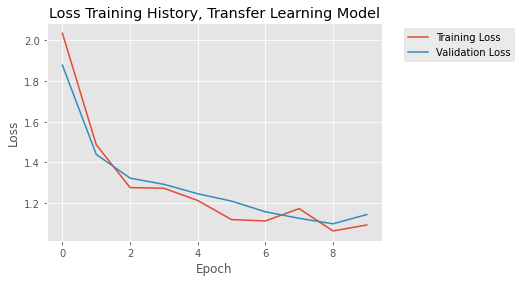 Loss Training History, Transfer Learning Model
Training Loss
Validation Loss
2.0
1.8
1.6
1.4
1.2
Loss
0 2 4 6 8
Epoch